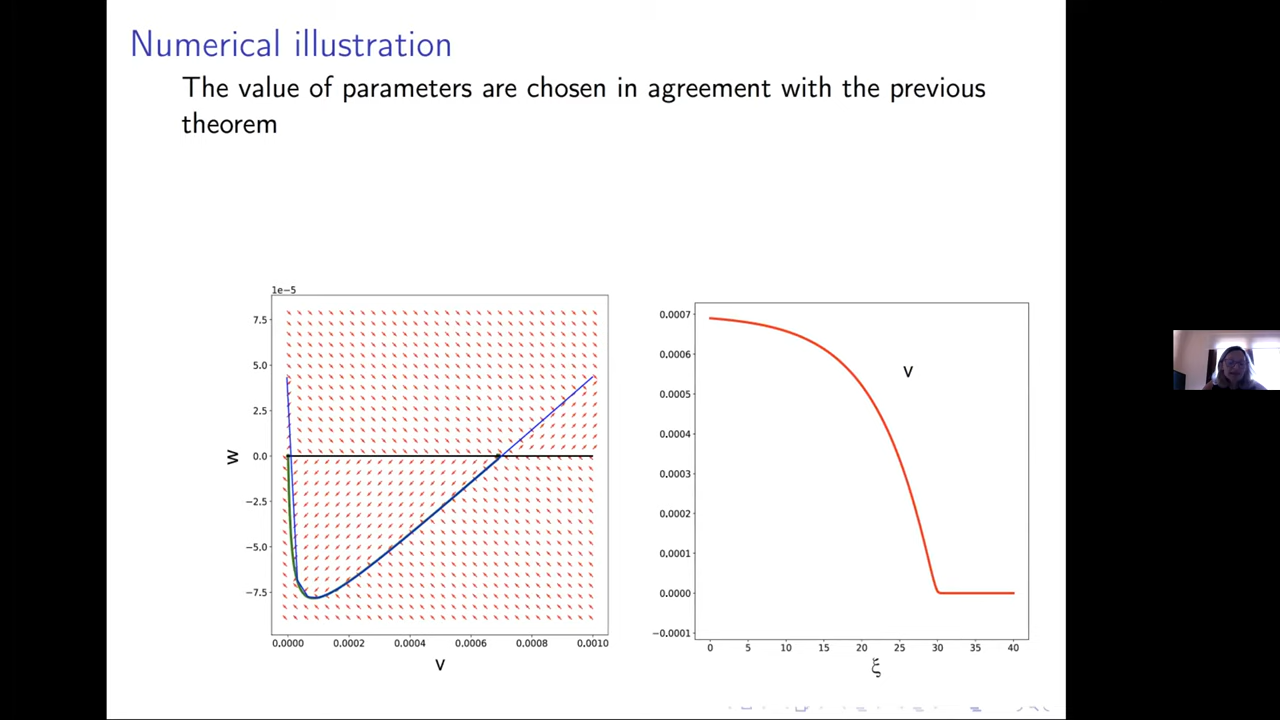 Numerical illustration
The value of parameters are chosen in agreement with the previous
theorem
1e−5
7.5
5.0
2.5
0.0
−2.5
−5.0
−7.5
w
0.0000 0.0002 0.0004 0.0006 0.0008 0.0010
v
0.0007
0.0006
0.0005
0.0004
0.0003
0.0002
0.0001
0.0000
−0.0001
v
0 5 10 15 20 25 30 35 40
ξ